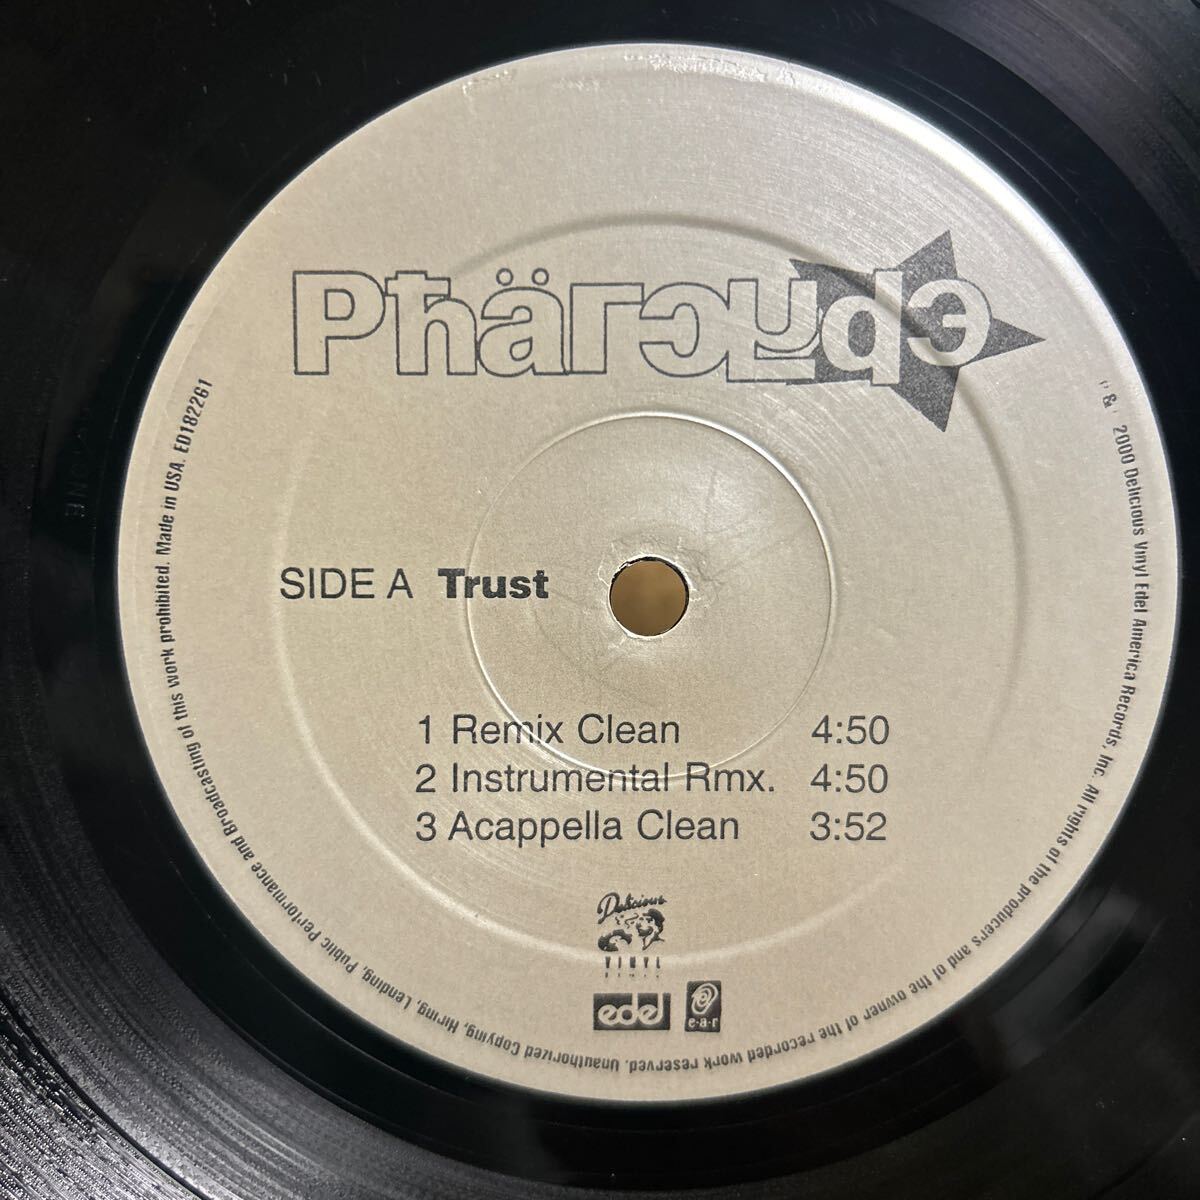 Phärcyde
SIDE A Trust
1 Remix Clean 4:50
2 Instrumental Rmx. 4:50
3 Acappella Clean 3:52
Delicious
VINYL
edel
e·a·r
& 2000 Delicious Vinyl Edel America Records, Inc. All rights of the producers and of the owner of the recorded work reserved. Unauthorized Copying, Hiring, Lending, Public Performance and Broadcasting of this work prohibited. Made in USA. ED182261